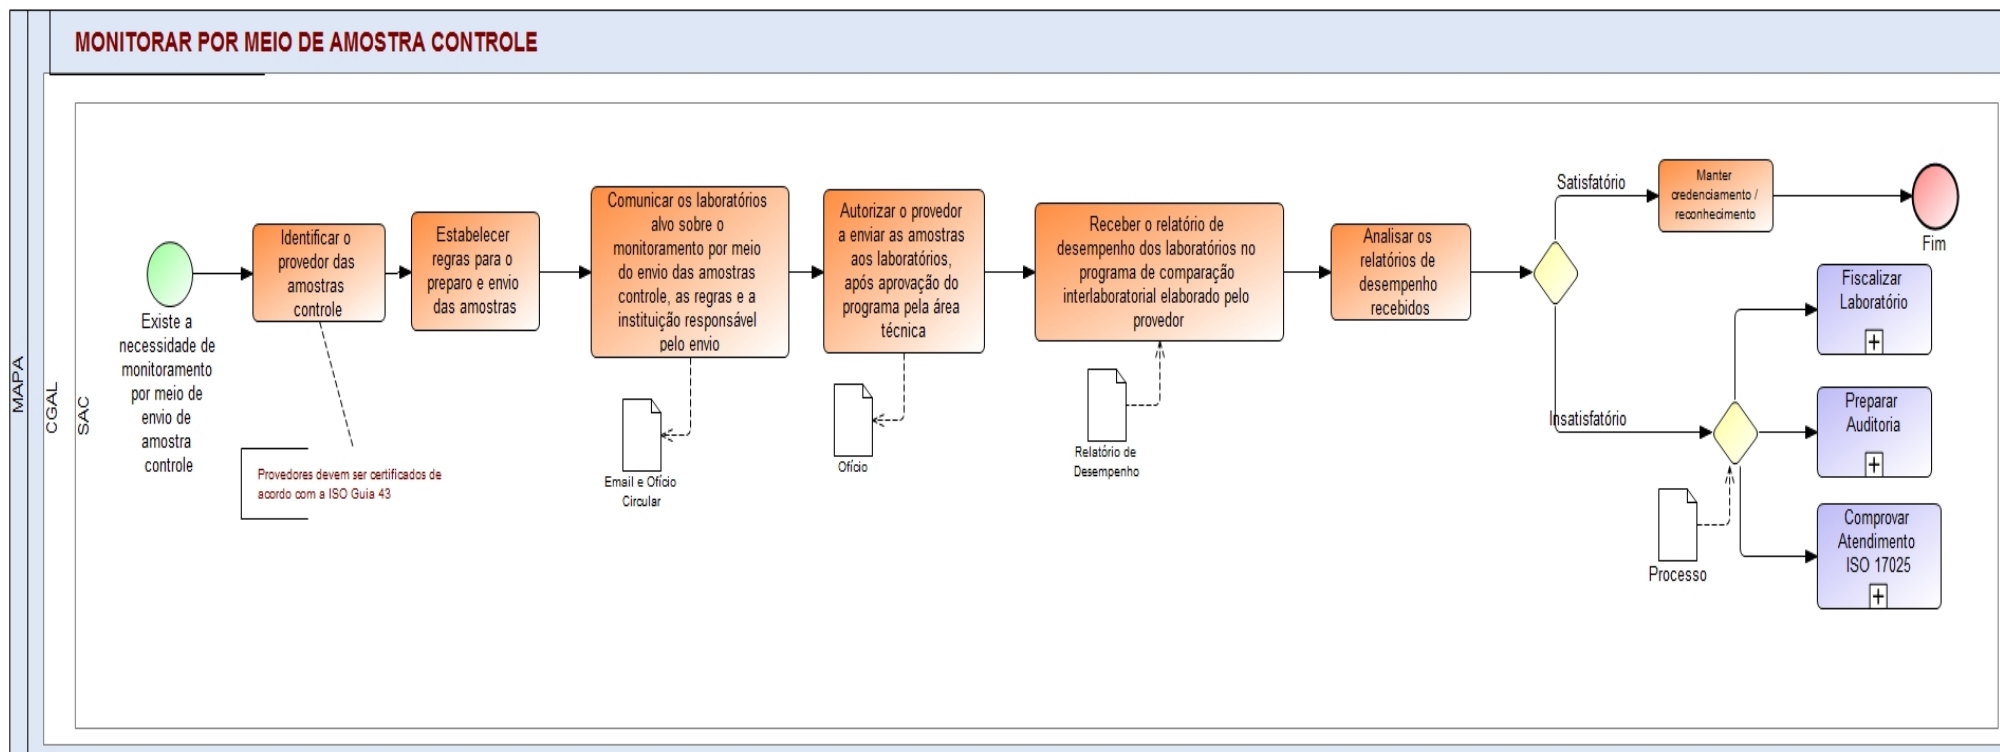 MONITORAR POR MEIO DE AMOSTRA CONTROLE
MAPA
CGAL
SAC
Existe a
necessidade de
monitoramento
por meio de
envio de
amostra
controle
Identificar o
provedor das
amostras
controle
Provedores devem ser certificados de
acordo com a ISO Guia 43
Estabelecer
regras para o
preparo e envio
das amostras
Comunicar os laboratórios
alvo sobre o
monitoramento por meio
do envio das amostras
controle, as regras e a
instituição responsável
pelo envio
Email e Ofício
Circular
Autorizar o provedor
a enviar as amostras
aos laboratórios,
após aprovação do
programa pela área
técnica
Ofício
Receber o relatório de
desempenho dos laboratórios no
programa de comparação
interlaboratorial elaborado pelo
provedor
Relatório de
Desempenho
Analisar os
relatórios de
desempenho
recebidos
Satisfatório
Manter
credenciamento /
reconhecimento
Fim
Insatisfatório
Processo
Fiscalizar
Laboratório
Preparar
Auditoria
Comprovar
Atendimento
ISO 17025